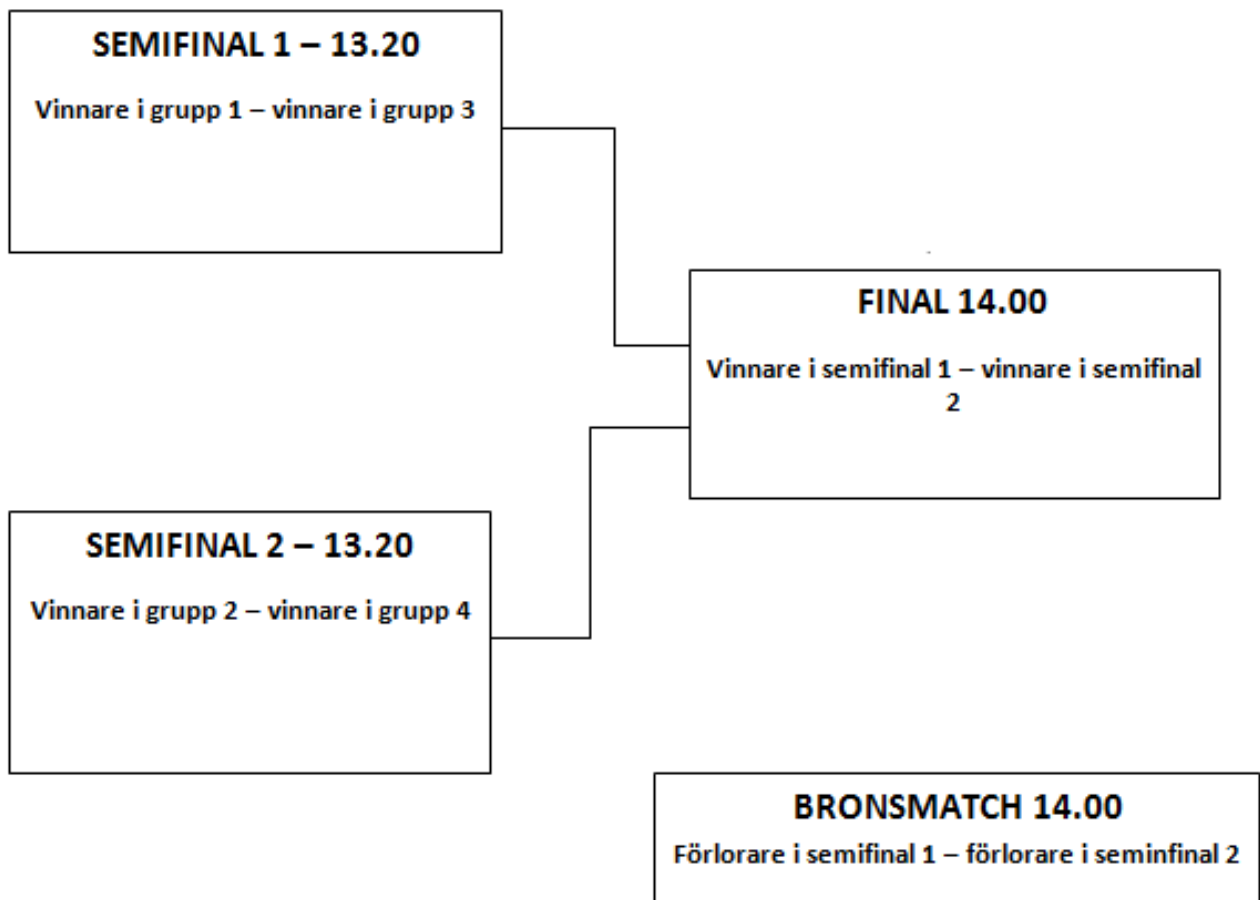 SEMIFINAL 1 – 13.20
Vinnare i grupp 1 – vinnare i grupp 3
FINAL 14.00
Vinnare i semifinal 1 – vinnare i semifinal
2
SEMIFINAL 2 – 13.20
Vinnare i grupp 2 – vinnare i grupp 4
BRONSMATCH 14.00
Förlorare i semifinal 1 – förlorare i seminfinal 2